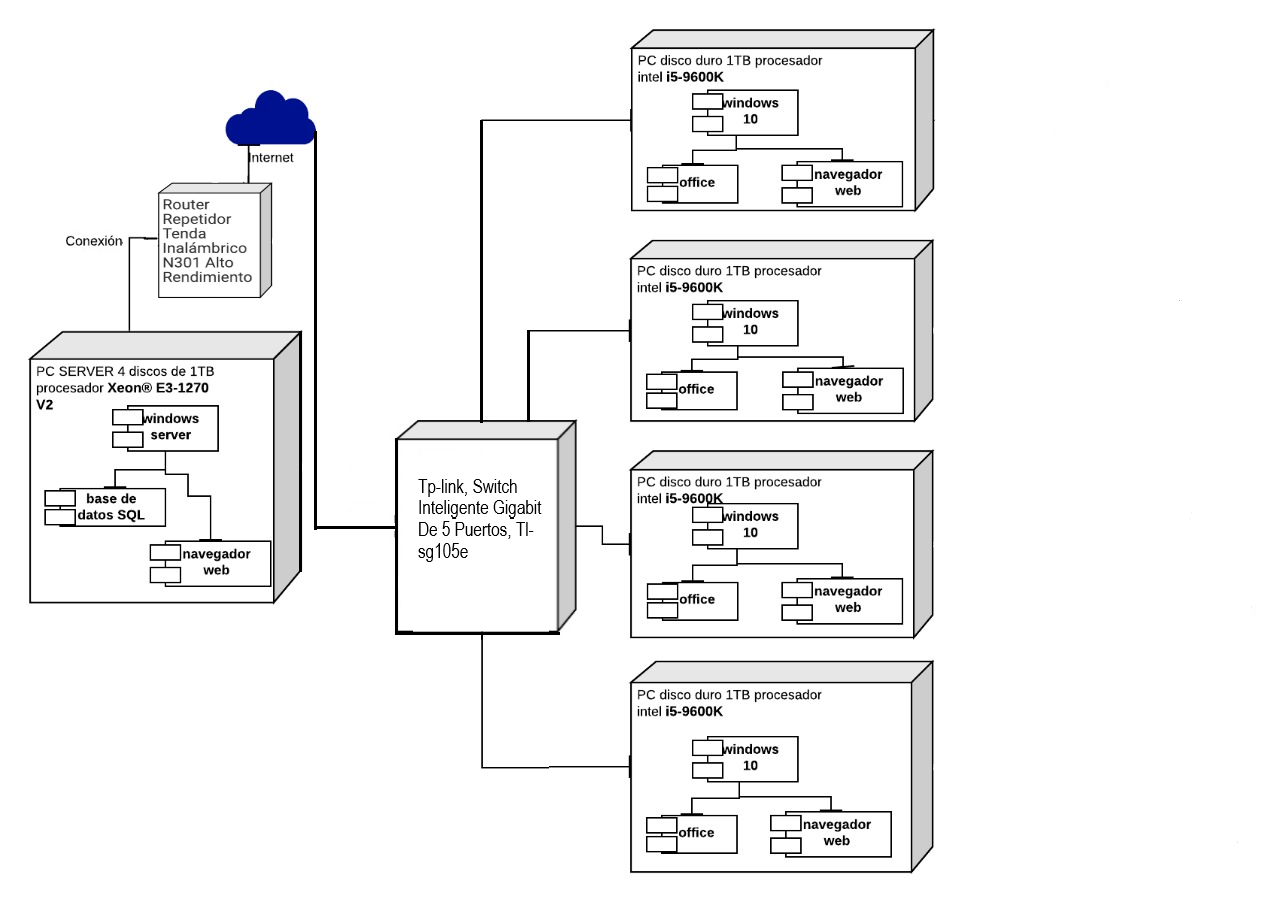 Internet
Router
Repetidor
Tenda
Inalámbrico
N301 Alto
Rendimiento
Conexión
PC SERVER 4 discos de 1TB
procesador Xeon® E3-1270
V2
windows
server
base de
datos SQL
navegador
web
Tp-link, Switch
Inteligente Gigabit
De 5 Puertos, Tl-
sg105e
PC disco duro 1TB procesador
intel i5-9600K
windows
10
office
navegador
web
PC disco duro 1TB procesador
intel i5-9600K
windows
10
office
navegador
web
PC disco duro 1TB procesador
intel i5-9600K
windows
10
office
navegador
web
PC disco duro 1TB procesador
intel i5-9600K
windows
10
office
navegador
web